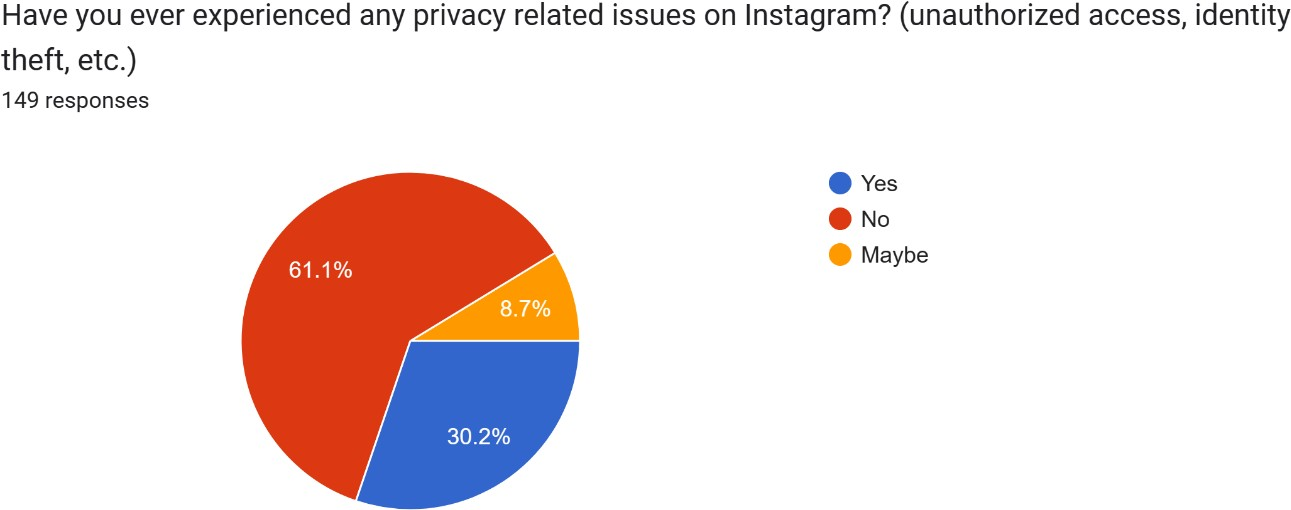 Have you ever experienced any privacy related issues on Instagram? (unauthorized access, identity
theft, etc.)
149 responses
Yes
No
Maybe
61.1%
8.7%
30.2%